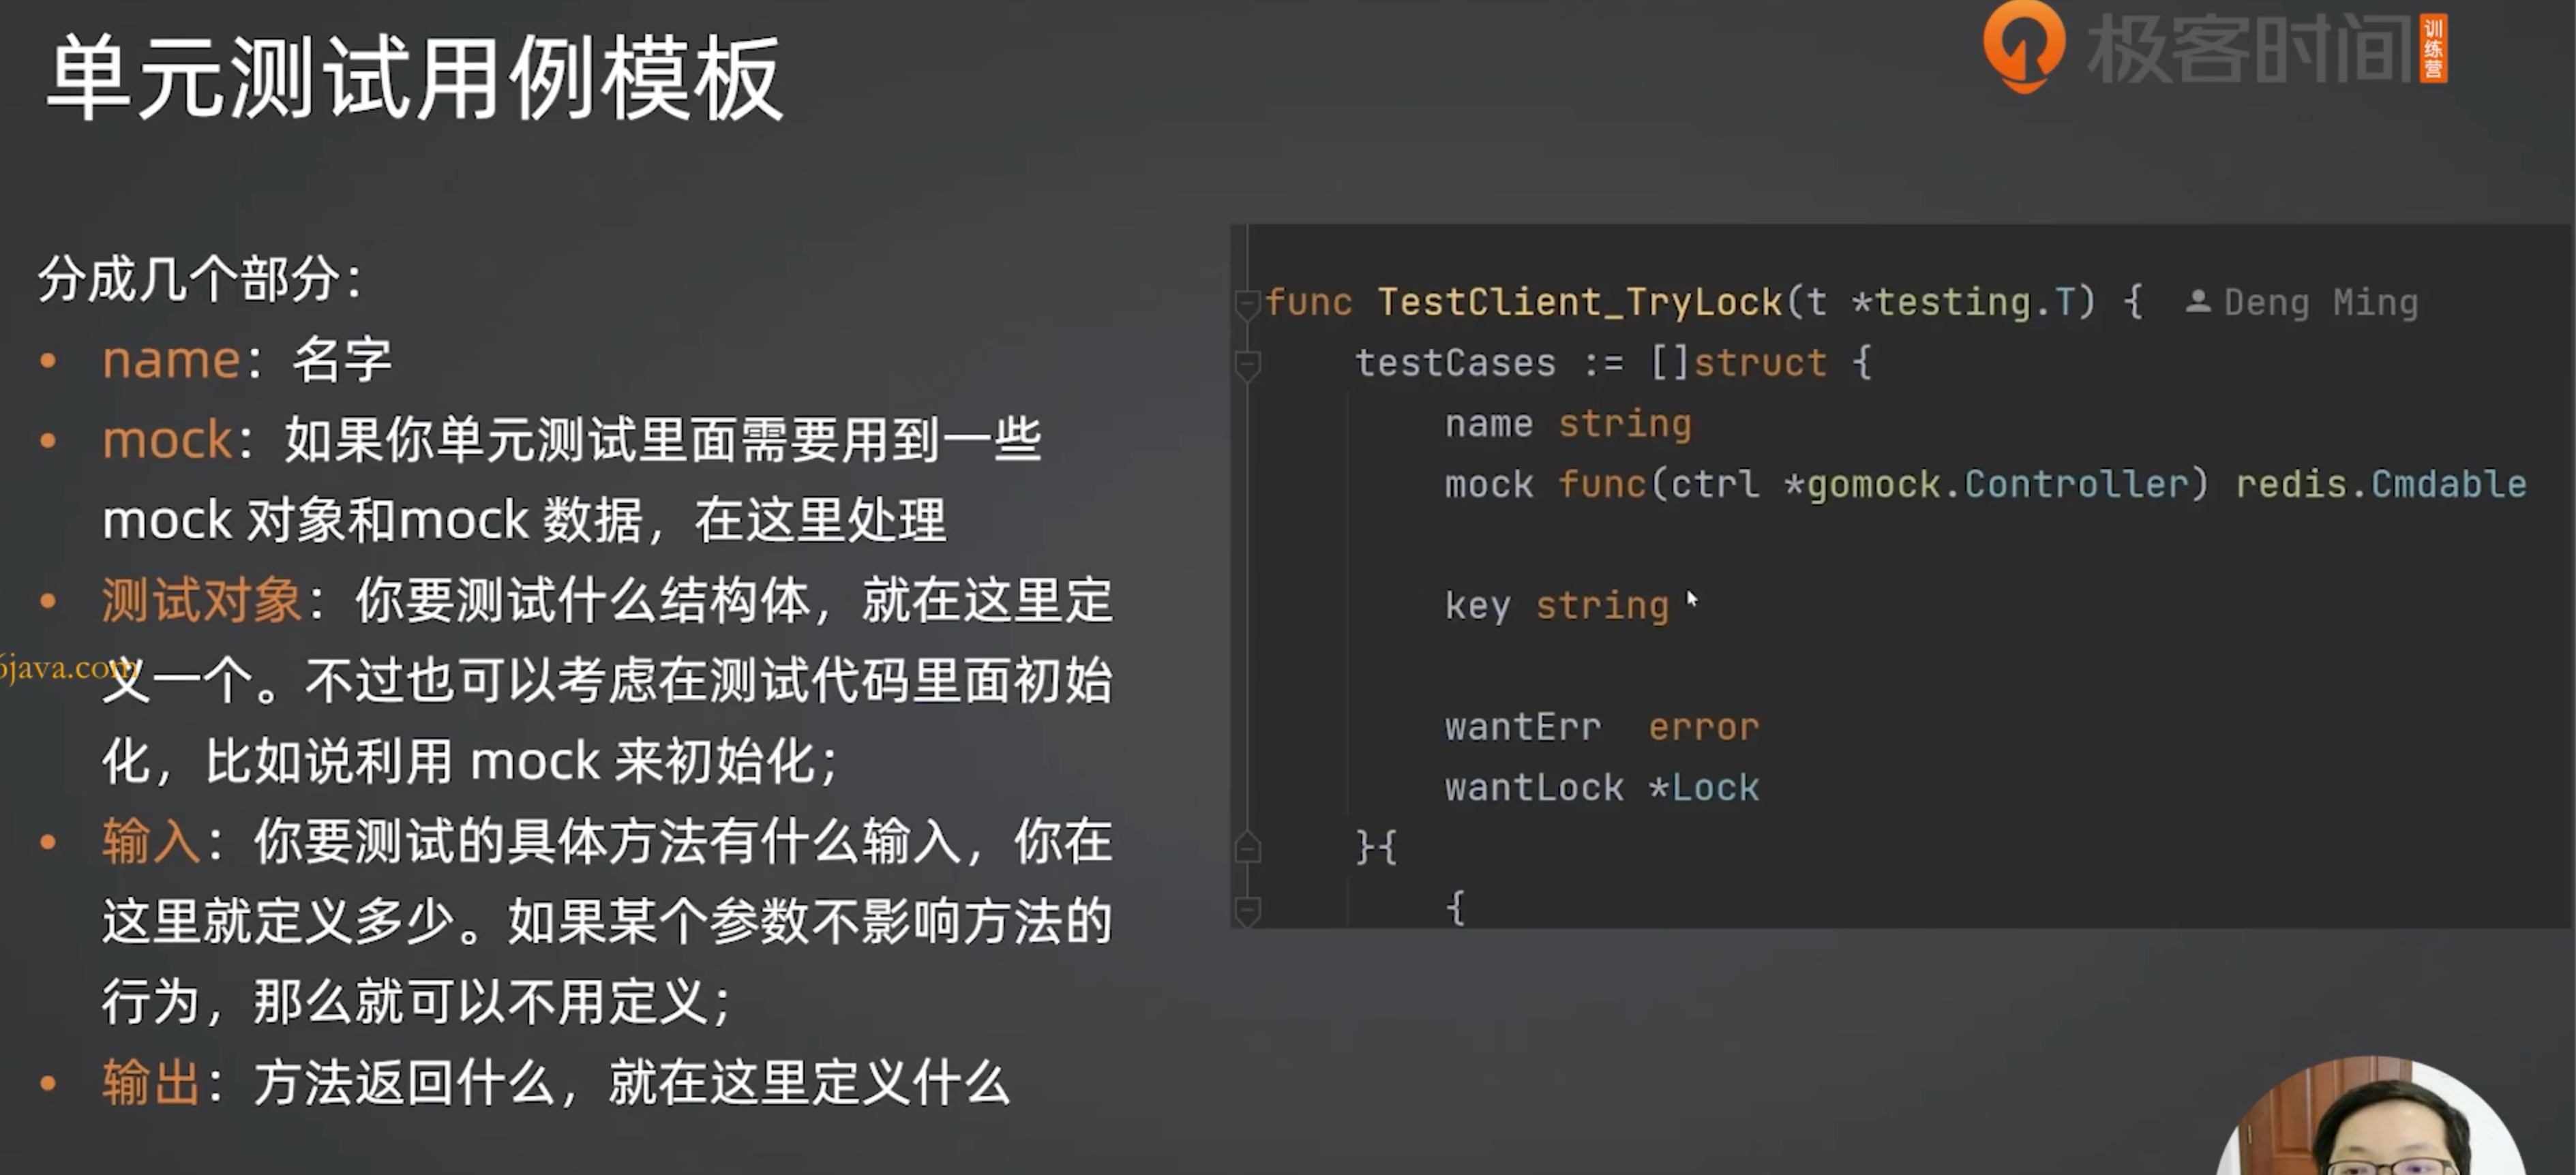 单元测试用例模板
极客时间
训练营
分成几个部分：
• name：名字
• mock：如果你单元测试里面需要用到一些
mock 对象和mock 数据，在这里处理
• 测试对象：你要测试什么结构体，就在这里定
义一个。不过也可以考虑在测试代码里面初始
化，比如说利用 mock 来初始化；
• 输入：你要测试的具体方法有什么输入，你在
这里就定义多少。如果某个参数不影响方法的
行为，那么就可以不用定义；
• 输出：方法返回什么，就在这里定义什么
6java.com
func TestClient_TryLock(t *testing.T) { Deng Ming
testCases := []struct {
name string
mock func(ctrl *gomock.Controller) redis.Cmdable
key string
wantErr error
wantLock *Lock
}{
{